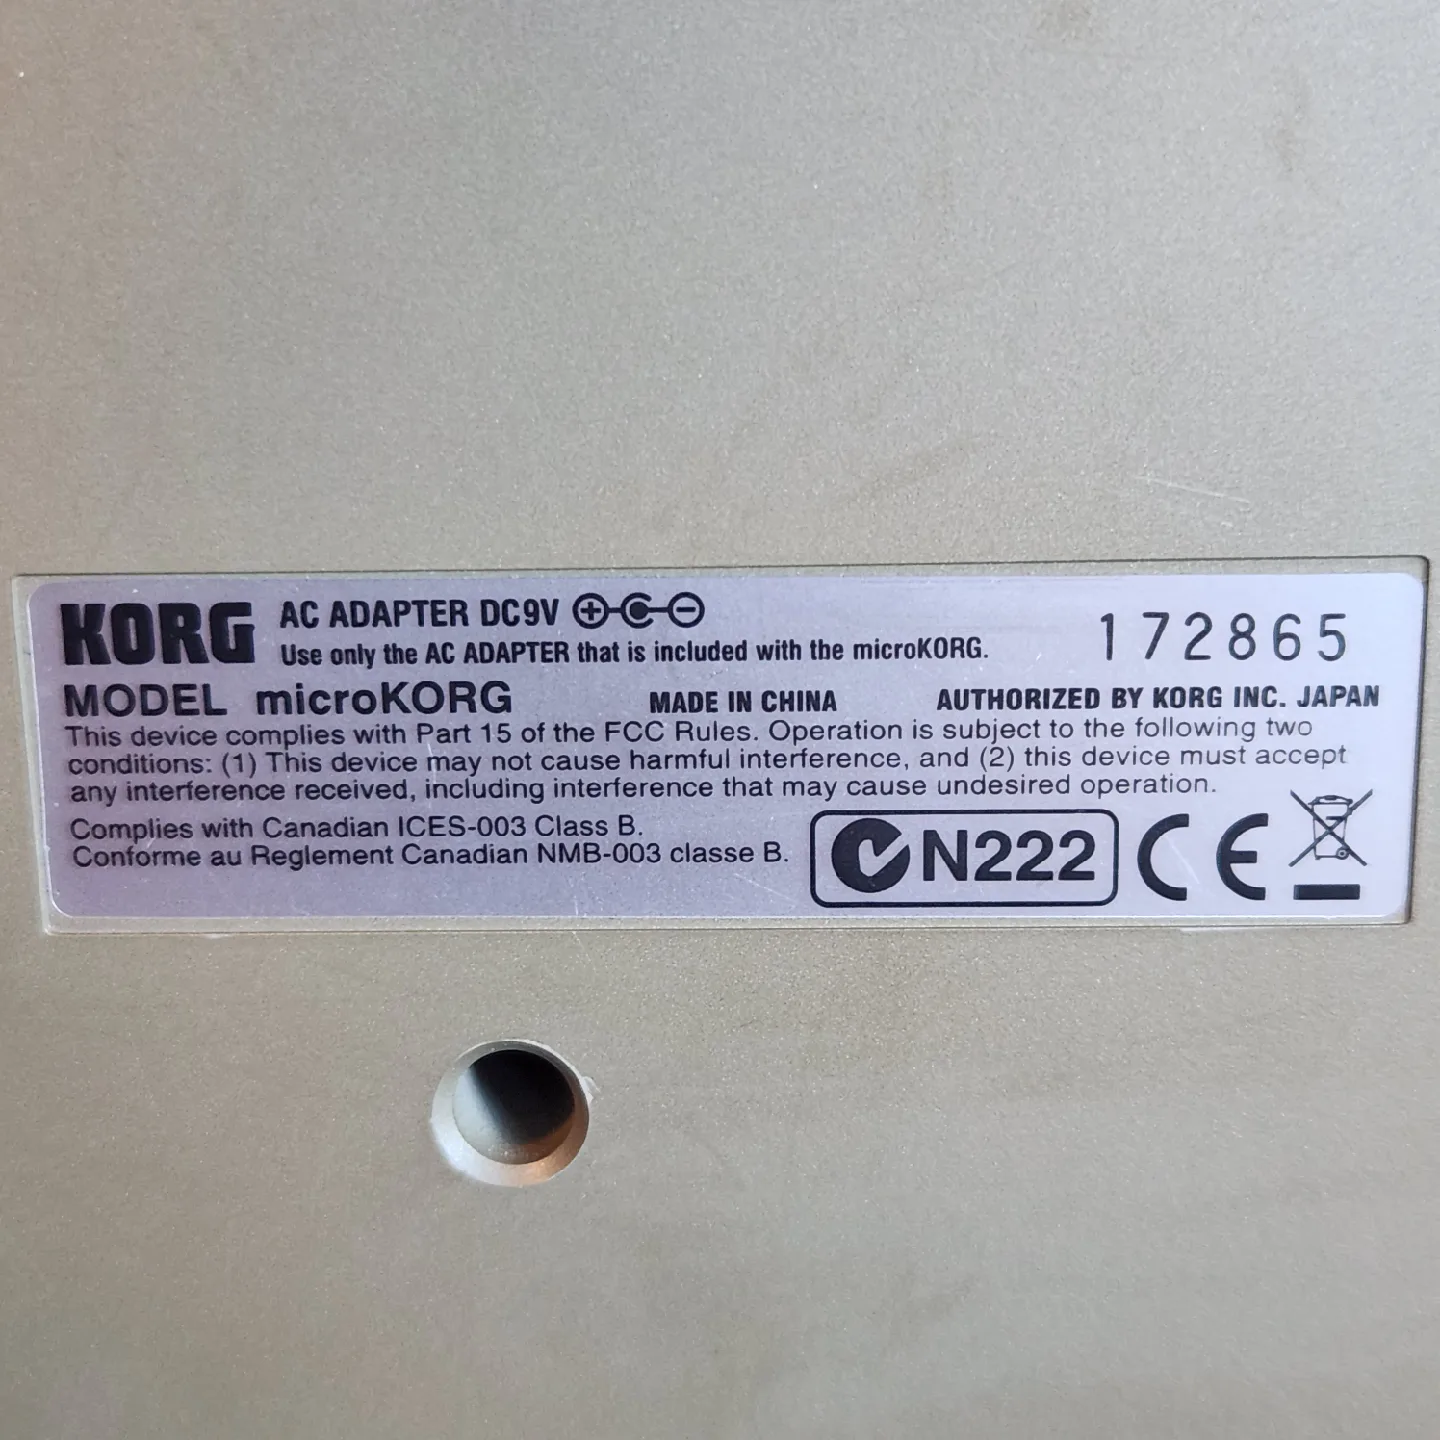 KORG AC ADAPTER DC9V
Use only the AC ADAPTER that is included with the microKORG.
172865
MODEL microKORG MADE IN CHINA AUTHORIZED BY KORG INC. JAPAN
This device complies with Part 15 of the FCC Rules. Operation is subject to the following two
conditions: (1) This device may not cause harmful interference, and (2) this device must accept
any interference received, including interference that may cause undesired operation.
Complies with Canadian ICES-003 Class B.
Conforme au Reglement Canadian NMB-003 classe B.
N222 CE